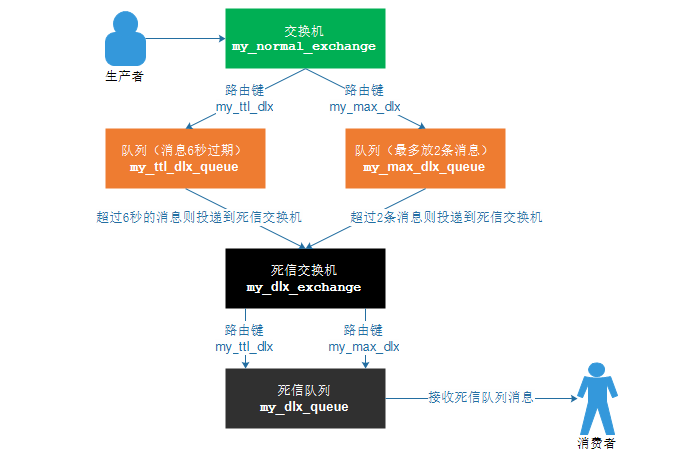 交换机
my_normal_exchange
生产者
路由键
my_ttl_dlx
路由键
my_max_dlx
队列（消息6秒过期）
my_ttl_dlx_queue
队列（最多放2条消息）
my_max_dlx_queue
超过6秒的消息则投递到死信交换机
超过2条消息则投递到死信交换机
死信交换机
my_dlx_exchange
路由键
my_ttl_dlx
路由键
my_max_dlx
死信队列
my_dlx_queue
接收死信队列消息
消费者